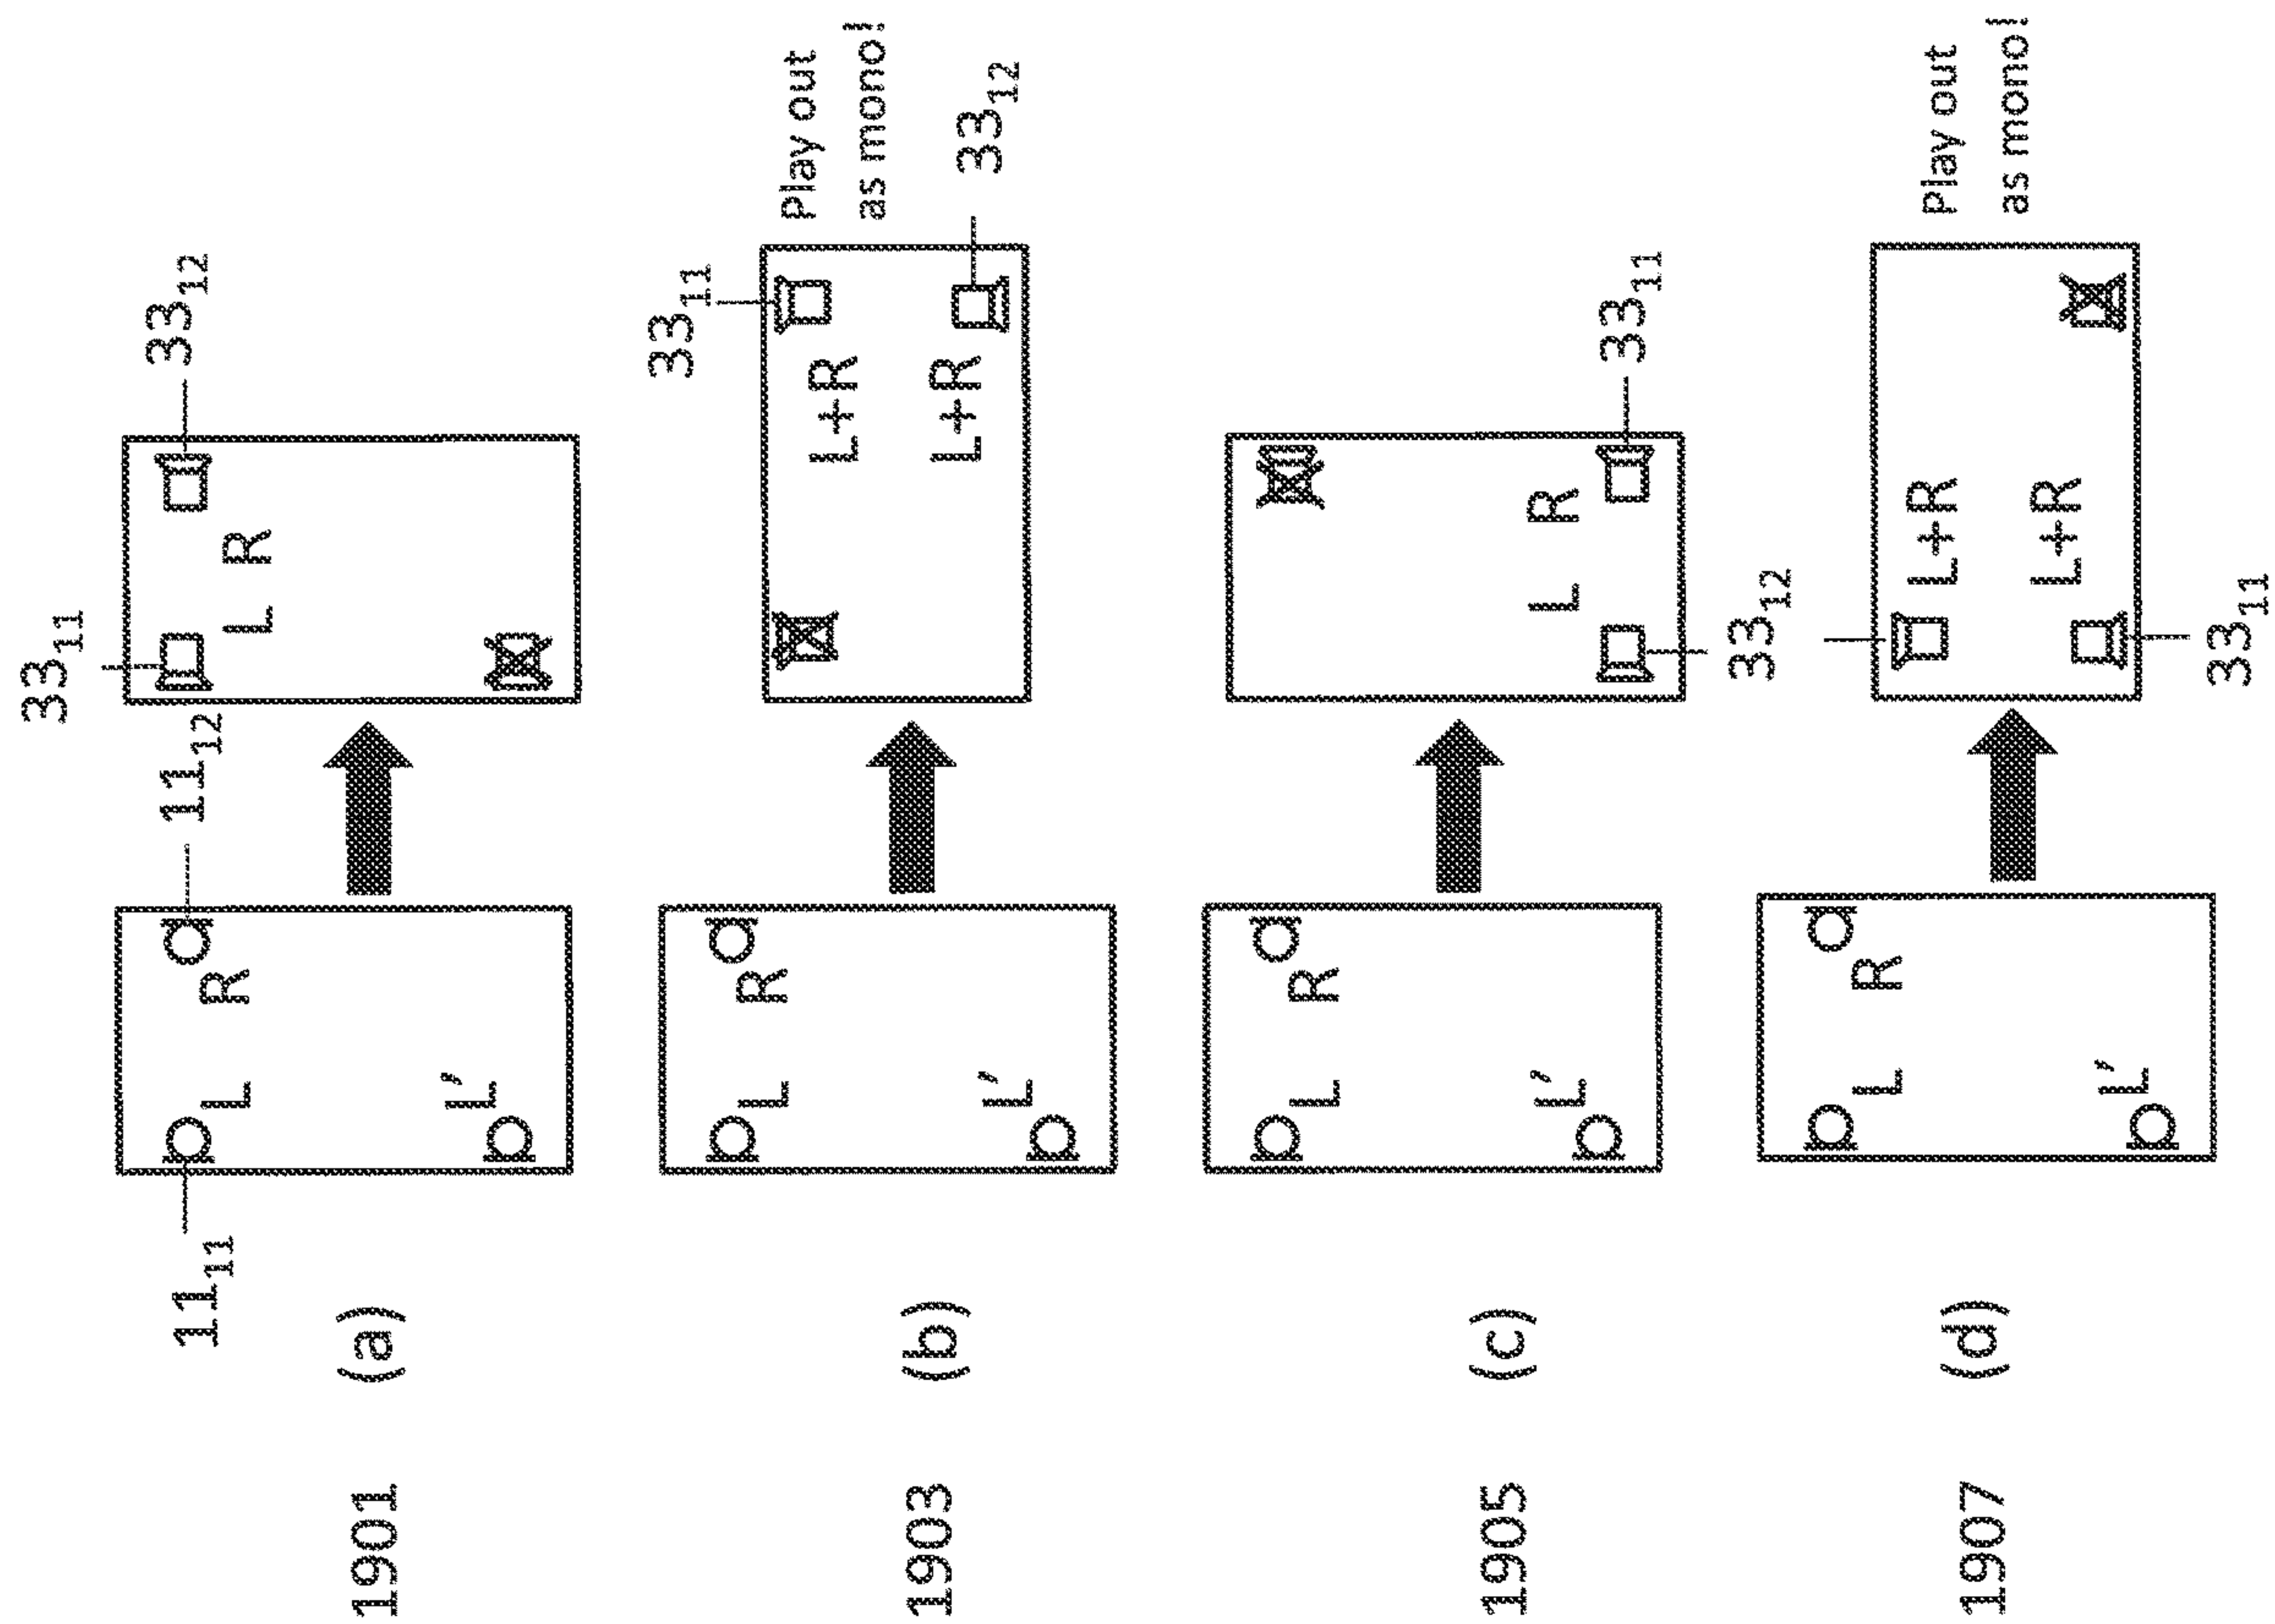 1901
(a)
11₁₁
L R
L'
11₁₂
33₁₁
L R
33₁₂
1903
(b)
L R
L'
33₁₁
L+R
L+R
33₁₂
Play out
as mono!
1905
(c)
L R
L'
L R
33₁₂
33₁₁
1907
(d)
L R
L'
L+R
L+R
33₁₁
Play out
as mono!